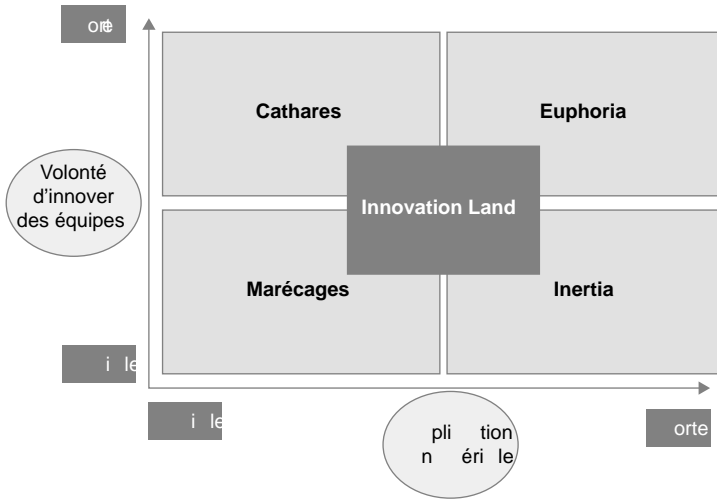 Cathares
Euphoria
Volonté
d'innover
des équipes
Innovation Land
Marécages
Inertia